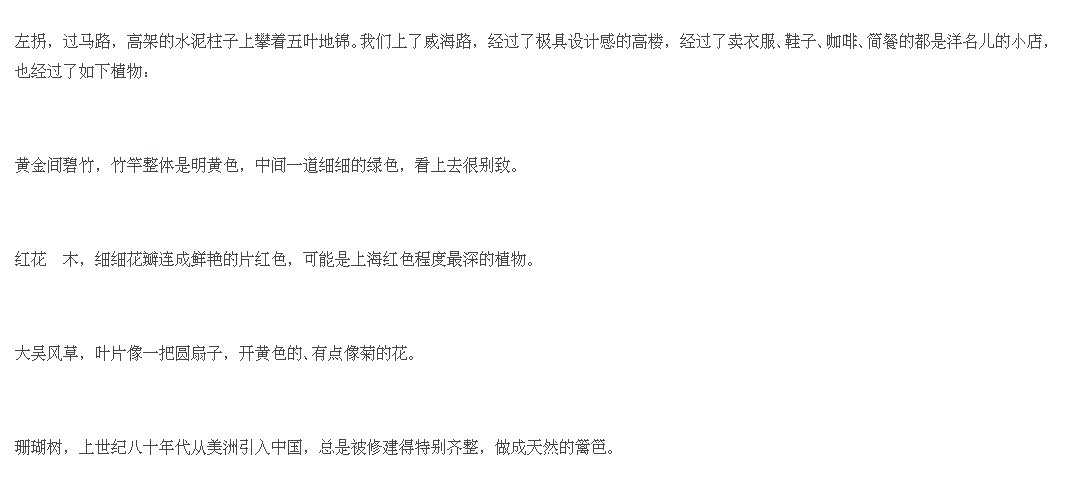 左拐，过马路，高架的水泥柱子上攀着五叶地锦。我们上了威海路，经过了极具设计感的高楼，经过了卖衣服、鞋子、咖啡、简餐的都是洋名儿的小店，
也经过了如下植物：
黄金间碧竹，竹竿整体是明黄色，中间一道细细的绿色，看上去很别致。
红花　木，细细花瓣连成鲜艳的片红色，可能是上海红色程度最深的植物。
大吴风草，叶片像一把圆扇子，开黄色的、有点像菊的花。
珊瑚树，上世纪八十年代从美洲引入中国，总是被修建得特别齐整，做成天然的篱笆。